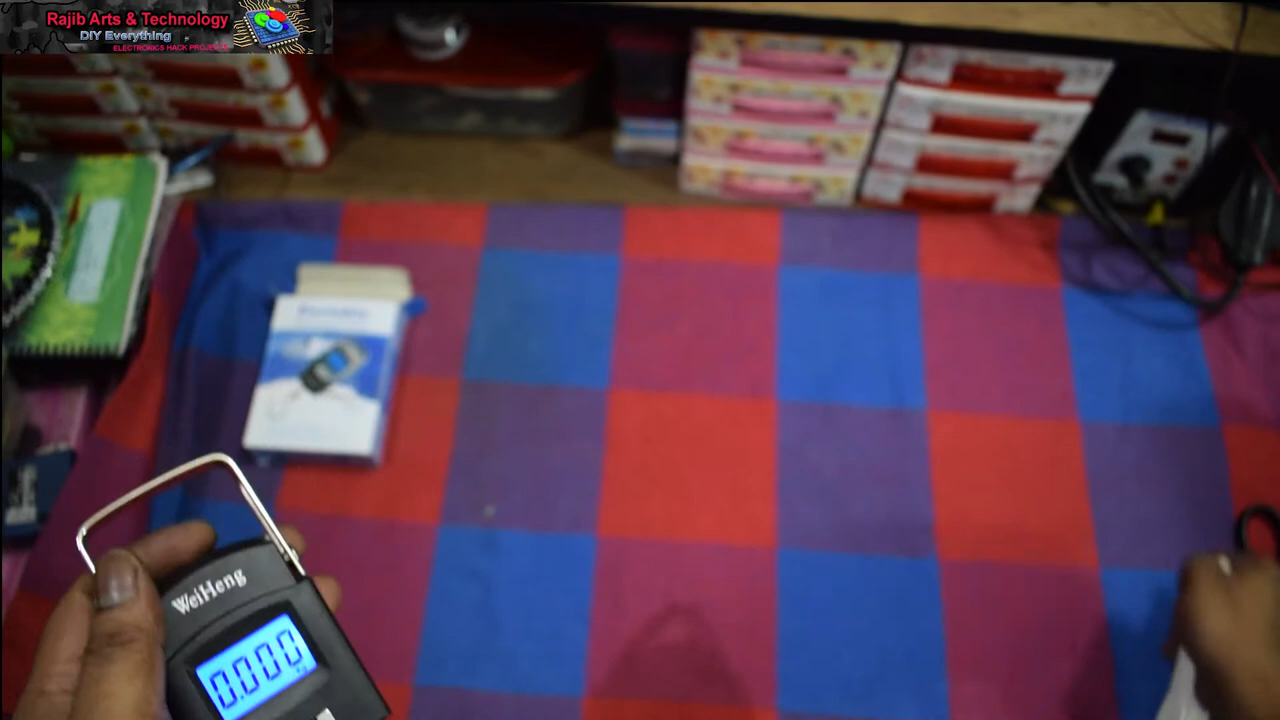 Rajib Arts & Technology
DIY Everything
ELECTRONICS HACK PROJECTS
WeiHeng
0.000